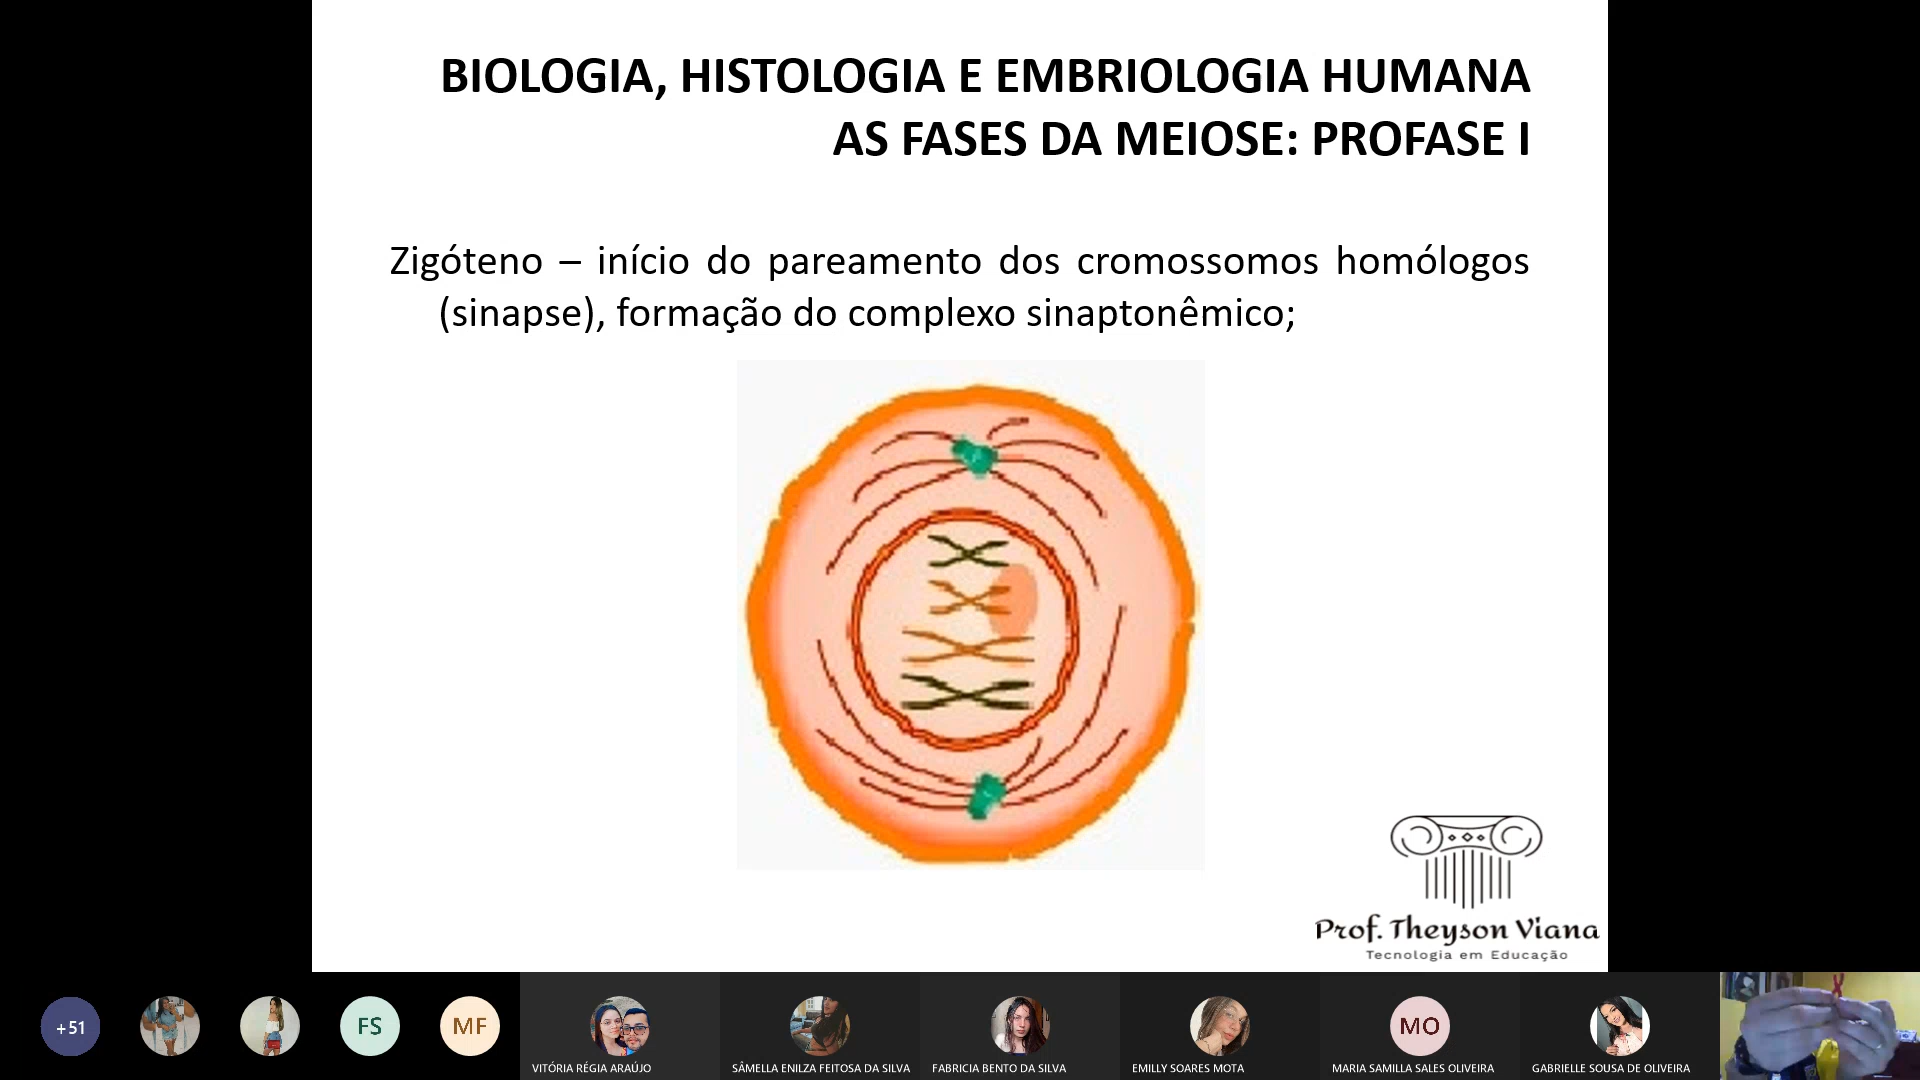 BIOLOGIA, HISTOLOGIA E EMBRIOLOGIA HUMANA
AS FASES DA MEIOSE: PROFASE I
Zigóteno – início do pareamento dos cromossomos homólogos
(sinapse), formação do complexo sinaptonêmico;
Prof. Theyson Viana
Tecnologia em Educação
+51
FS
MF
VITÓRIA RÉGIA ARAÚJO
SÂMELLA ENILZA FEITOSA DA SILVA
FABRICIA BENTO DA SILVA
EMILLY SOARES MOTA
MO
MARIA SAMILLA SALES OLIVEIRA
GABRIELLE SOUSA DE OLIVEIRA